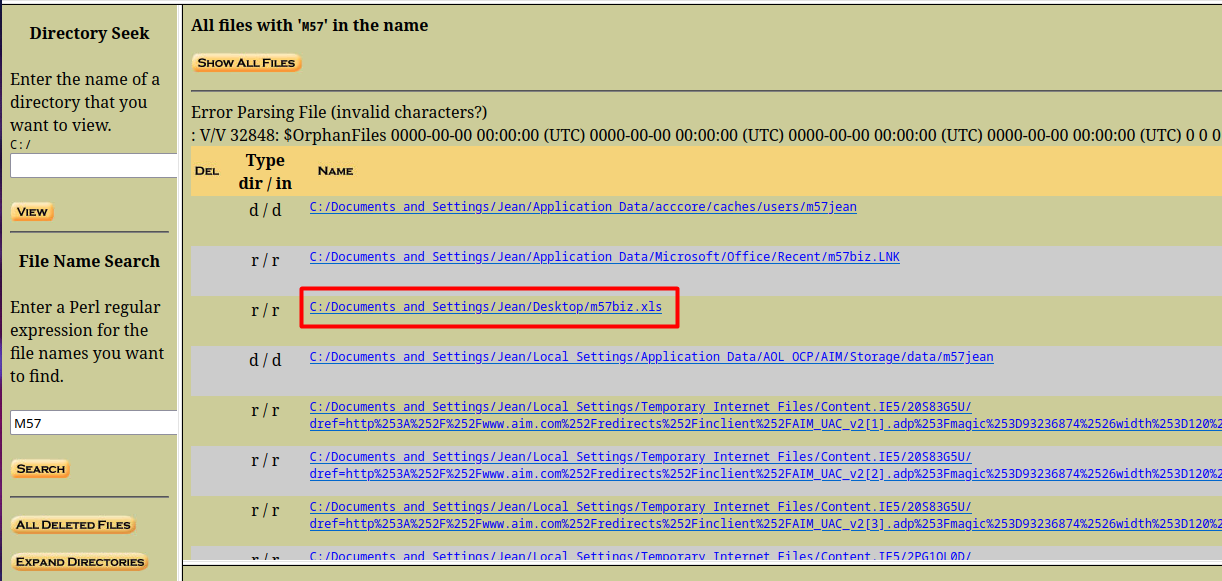 Directory Seek
Enter the name of a
directory that you
want to view.
C:/
VIEW
File Name Search
Enter a Perl regular
expression for the
file names you want
to find.
M57
SEARCH
ALL DELETED FILES
EXPAND DIRECTORIES
All files with 'M57' in the name
SHOW ALL FILES
Error Parsing File (invalid characters?)
: V/V 32848: $OrphanFiles 0000-00-00 00:00:00 (UTC) 0000-00-00 00:00:00 (UTC) 0000-00-00 00:00:00 (UTC) 0000-00-00 00:00:00 (UTC) 0 0 0
DEL Type NAME
dir / in
d / d C:/Documents and Settings/Jean/Application Data/acccore/caches/users/m57jean
r / r C:/Documents and Settings/Jean/Application Data/Microsoft/Office/Recent/m57biz.LNK
r / r C:/Documents and Settings/Jean/Desktop/m57biz.xls
d / d C:/Documents and Settings/Jean/Local Settings/Application Data/AOL OCP/AIM/Storage/data/m57jean
r / r C:/Documents and Settings/Jean/Local Settings/Temporary Internet Files/Content.IE5/20S83G5U/
dref=http%253A%252F%252Fwww.aim.com%252Fredirects%252Finclient%252FAIM_UAC_v2[1].adp%253Fmagic%253D93236874%2526width%253D120%2
r / r C:/Documents and Settings/Jean/Local Settings/Temporary Internet Files/Content.IE5/20S83G5U/
dref=http%253A%252F%252Fwww.aim.com%252Fredirects%252Finclient%252FAIM_UAC_v2[2].adp%253Fmagic%253D93236874%2526width%253D120%2
r / r C:/Documents and Settings/Jean/Local Settings/Temporary Internet Files/Content.IE5/20S83G5U/
dref=http%253A%252F%252Fwww.aim.com%252Fredirects%252Finclient%252FAIM_UAC_v2[3].adp%253Fmagic%253D93236874%2526width%253D120%2
r / r C:/Documents and Settings/Jean/Local Settings/Temporary Internet Files/Content.IE5/2PG1OL0D/